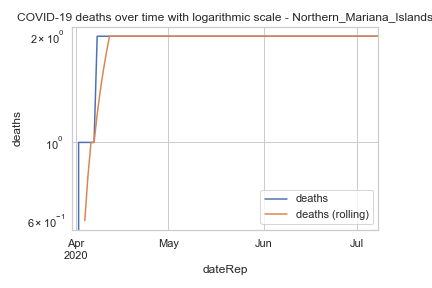 COVID-19 deaths over time with logarithmic scale - Northern_Mariana_Islands
2 × 10⁰
10⁰
6 × 10⁻¹
deaths
deaths
deaths (rolling)
Apr
2020
May
Jun
Jul
dateRep